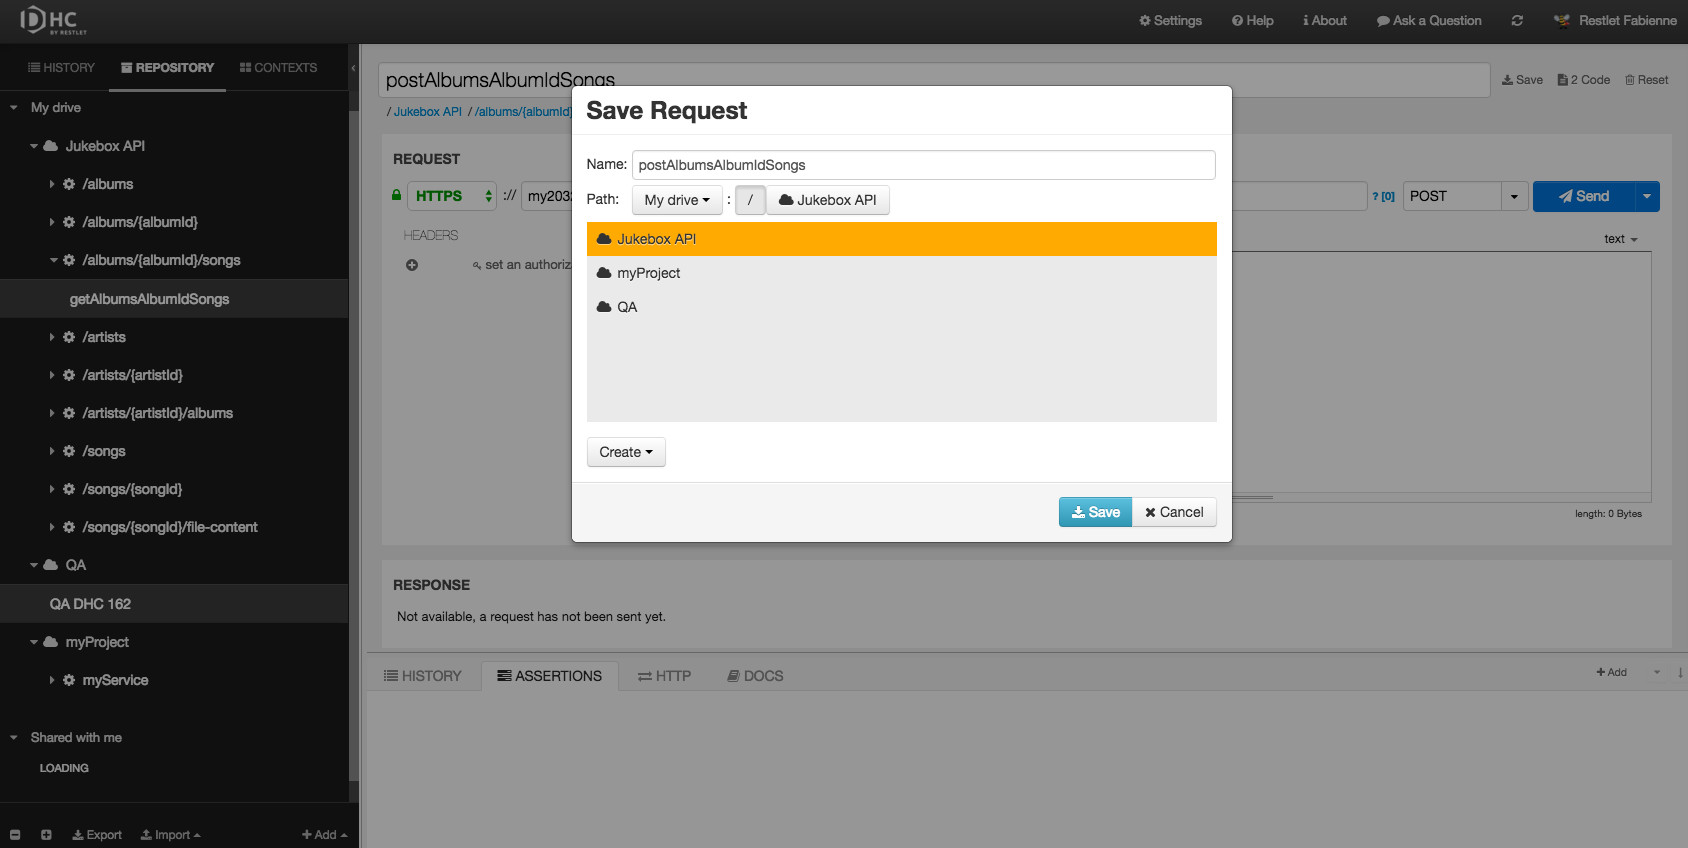 DHC BY RESTLET
Settings Help About Ask a Question Restlet Fabienne
HISTORY REPOSITORY CONTEXTS
My drive
Jukebox API
/albums
/albums/{albumId}
/albums/{albumId}/songs
getAlbumsAlbumIdSongs
/artists
/artists/{artistId}
/artists/{artistId}/albums
/songs
/songs/{songId}
/songs/{songId}/file-content
QA
QA DHC 162
myProject
myService
Shared with me
LOADING
Export Import Add
postAlbumsAlbumIdSongs
Save 2 Code Reset
/ Jukebox API / /albums/{albumId}
REQUEST
HTTPS :// my203 ? [0] POST Send
HEADERS
set an authoriz
text
length: 0 Bytes
Save Request
Name: postAlbumsAlbumIdSongs
Path: My drive : / Jukebox API
Jukebox API
myProject
QA
Create
Save Cancel
RESPONSE
Not available, a request has not been sent yet.
HISTORY ASSERTIONS HTTP DOCS
Add